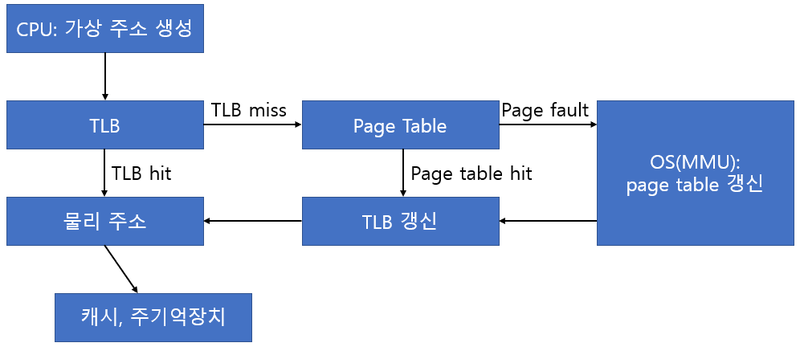 CPU: 가상 주소 생성
TLB
TLB miss
Page Table
Page fault
OS(MMU):
page table 갱신
TLB hit
Page table hit
물리 주소
TLB 갱신
캐시, 주기억장치